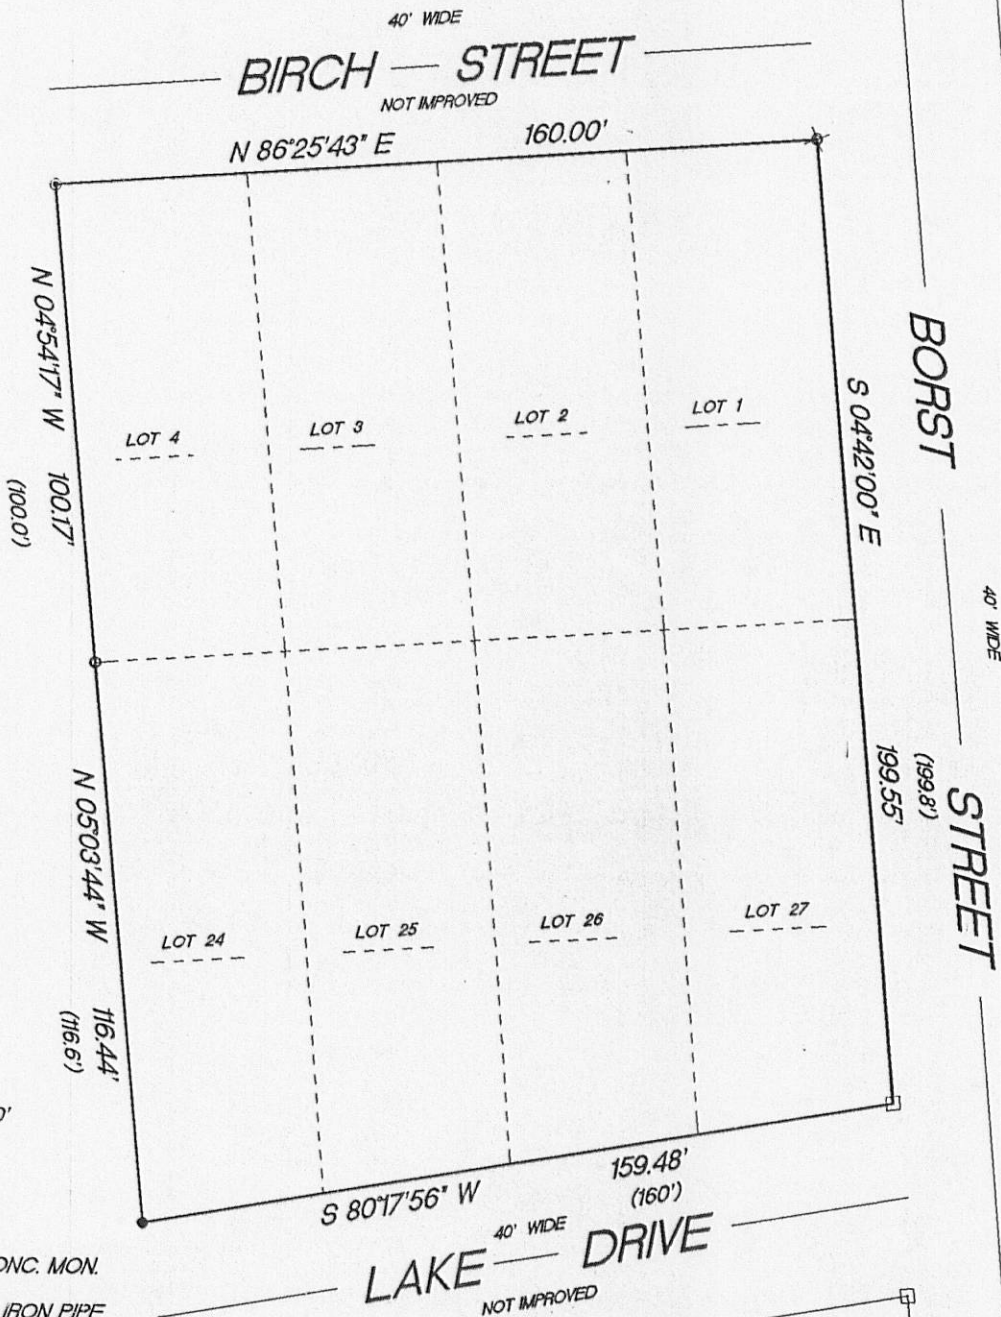 40' WIDE
BIRCH STREET
NOT IMPROVED
N 86°25'43" E 160.00'
N 04°54'17" W 100.17'
(100.0')
LOT 4
LOT 3
LOT 2
LOT 1
S 04°42'00" E 199.55'
(199.8')
BORST STREET
40' WIDE
N 05°03'44" W 116.44'
(116.6')
LOT 24
LOT 25
LOT 26
LOT 27
0'
S 80°17'56" W 159.48'
(160')
40' WIDE
LAKE DRIVE
NOT IMPROVED
ONC. MON.
IRON PIPE